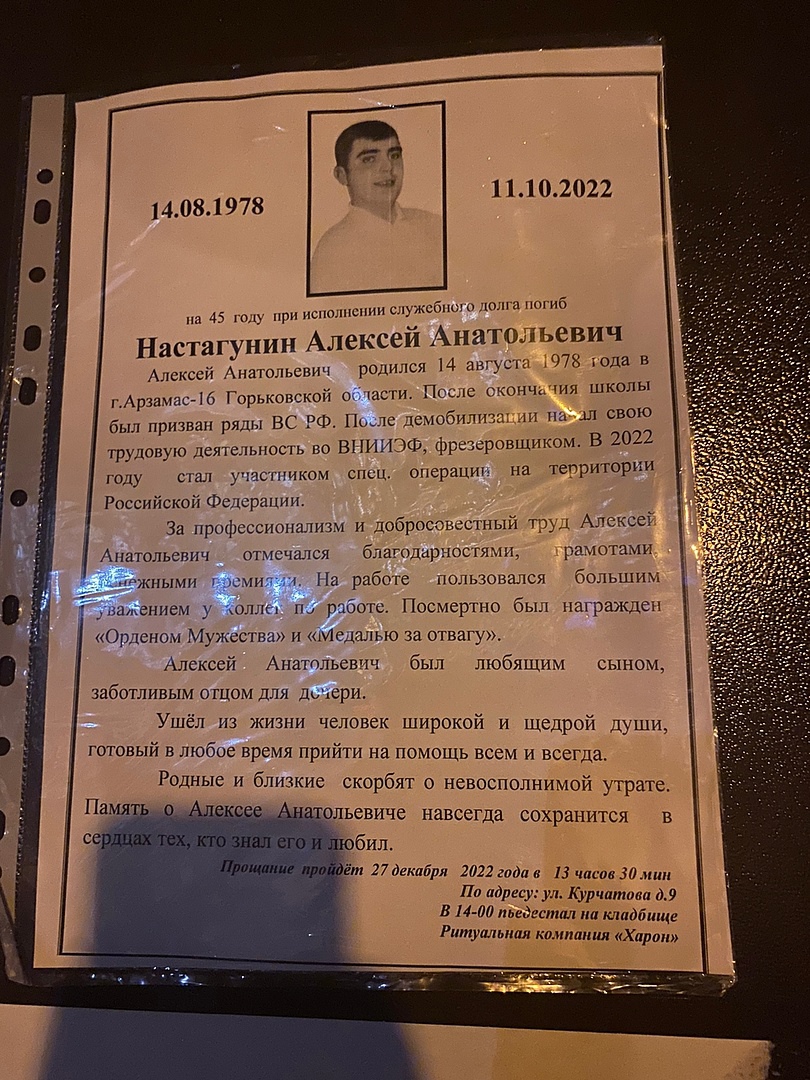 14.08.1978
11.10.2022
на 45 году при исполнении служебного долга погиб
Настагунин Алексей Анатольевич
Алексей Анатольевич родился 14 августа 1978 года в
г.Арзамас-16 Горьковской области. После окончания школы
был призван ряды ВС РФ. После демобилизации начал свою
трудовую деятельность во ВНИИЭФ, фрезеровщиком. В 2022
году стал участником спец. операции на территории
Российской Федерации.
За профессионализм и добросовестный труд Алексей
Анатольевич отмечался благодарностями, грамотами,
денежными премиями. На работе пользовался большим
уважением у коллег по работе. Посмертно был награжден
«Орденом Мужества» и «Медалью за отвагу».
Алексей Анатольевич был любящим сыном,
заботливым отцом для дочери.
Ушёл из жизни человек широкой и щедрой души,
готовый в любое время прийти на помощь всем и всегда.
Родные и близкие скорбят о невосполнимой утрате.
Память о Алексее Анатольевиче навсегда сохранится в
сердцах тех, кто знал его и любил.
Прощание пройдёт 27 декабря 2022 года в 13 часов 30 мин
По адресу: ул. Курчатова д.9
В 14-00 пьедестал на кладбище
Ритуальная компания «Харон»